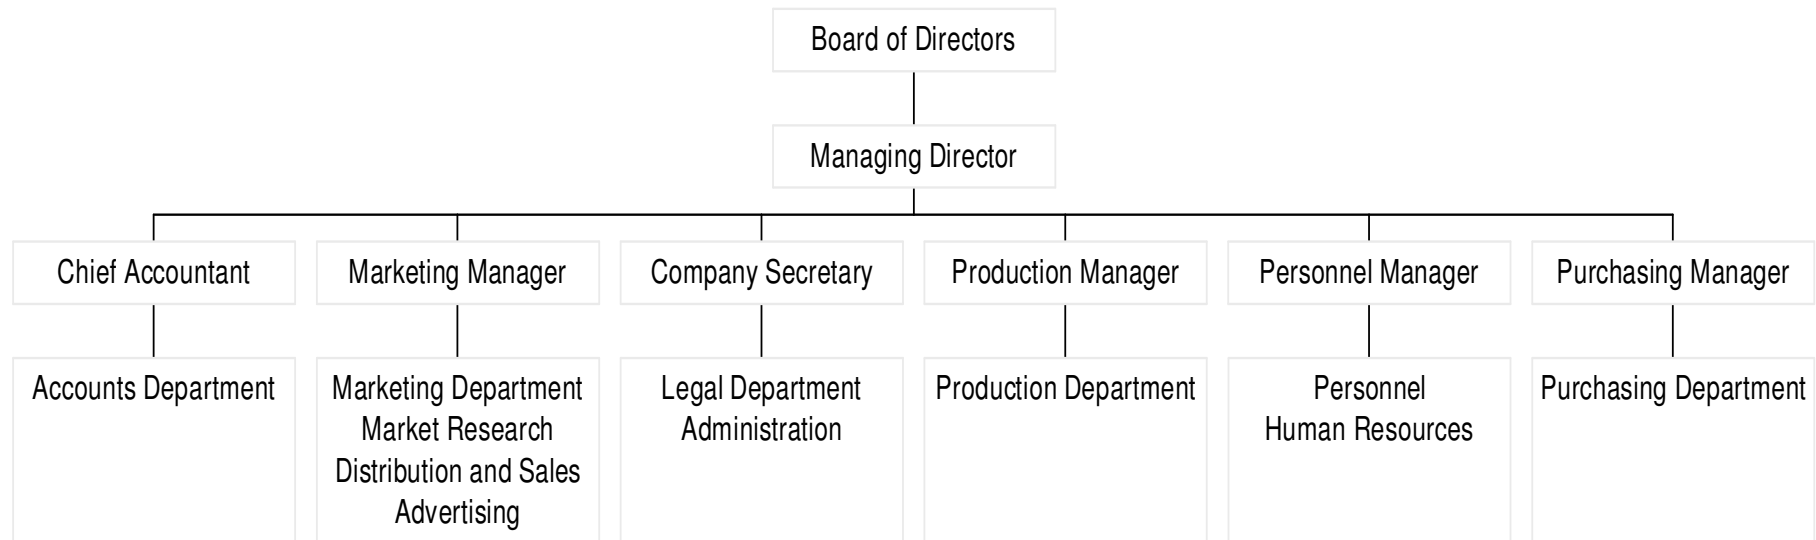 Board of Directors
Managing Director
Chief Accountant
Marketing Manager
Company Secretary
Production Manager
Personnel Manager
Purchasing Manager
Accounts Department
Marketing Department
Market Research
Distribution and Sales
Advertising
Legal Department
Administration
Production Department
Personnel
Human Resources
Purchasing Department